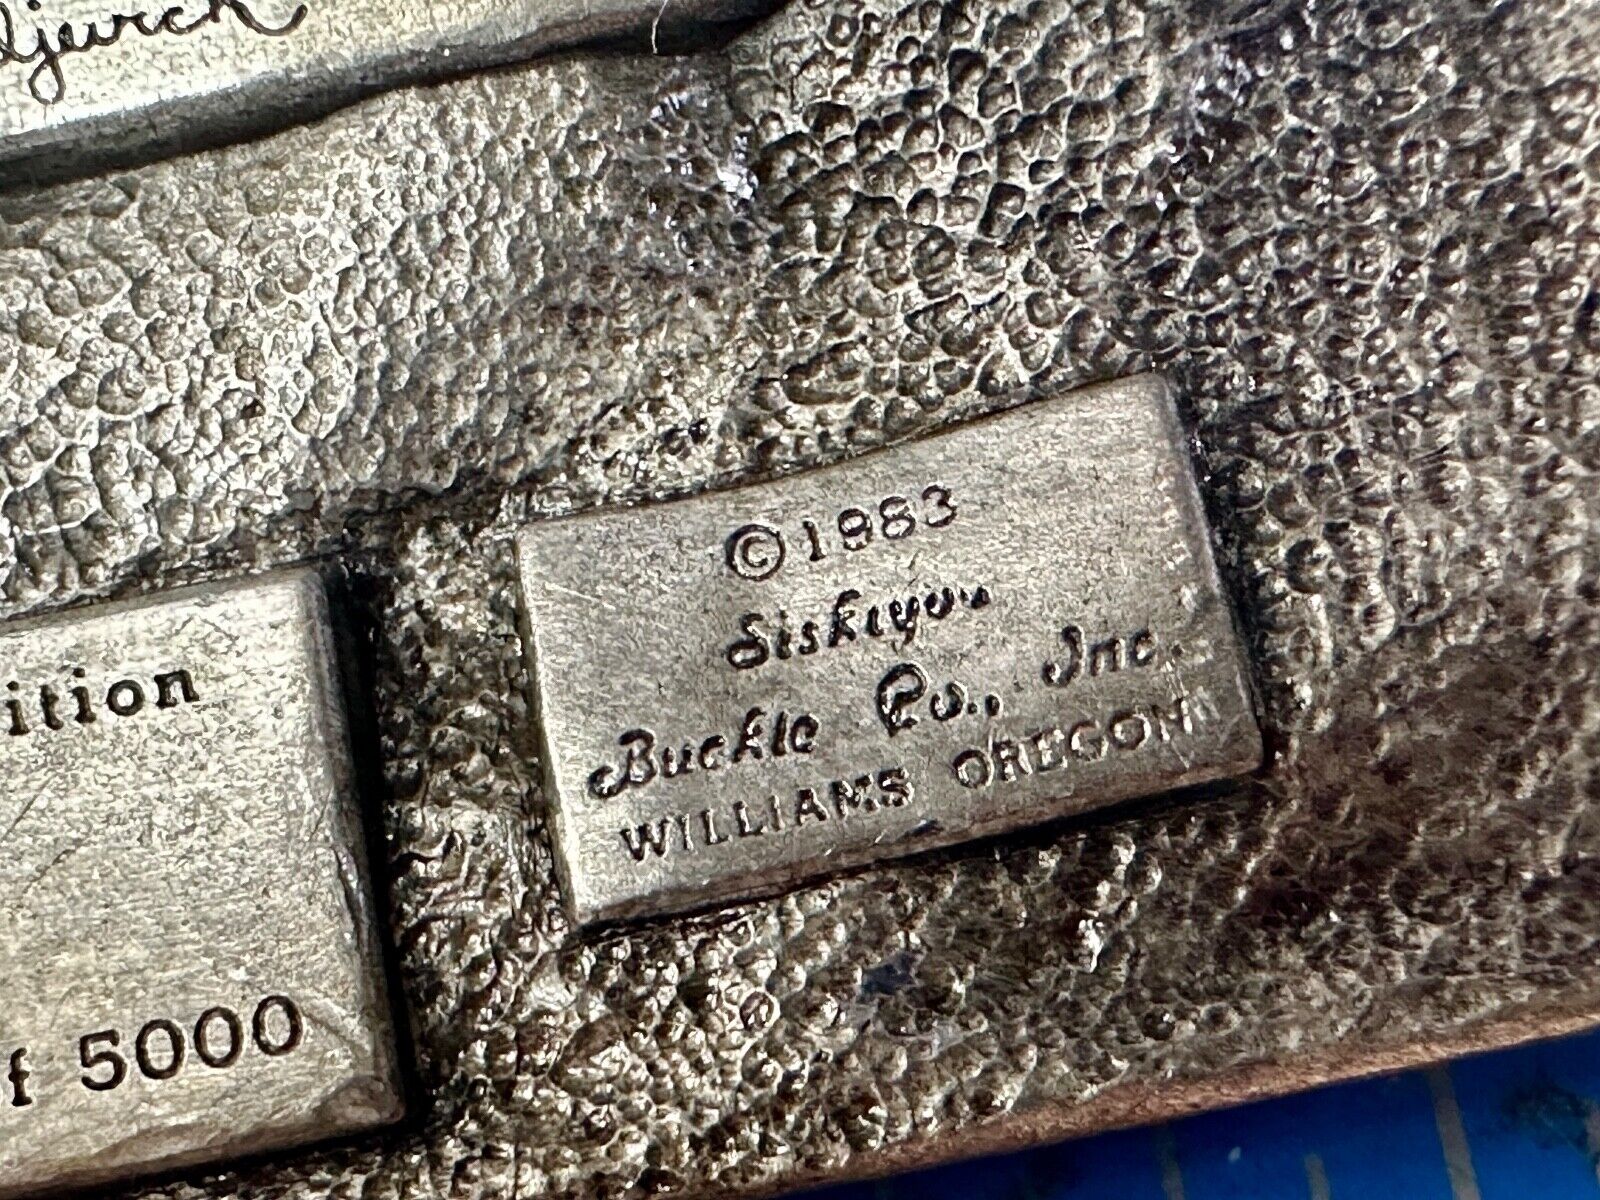 ition
f 5000
© 1983
Siskiyou
Buckle Co., Inc.
WILLIAMS OREGON